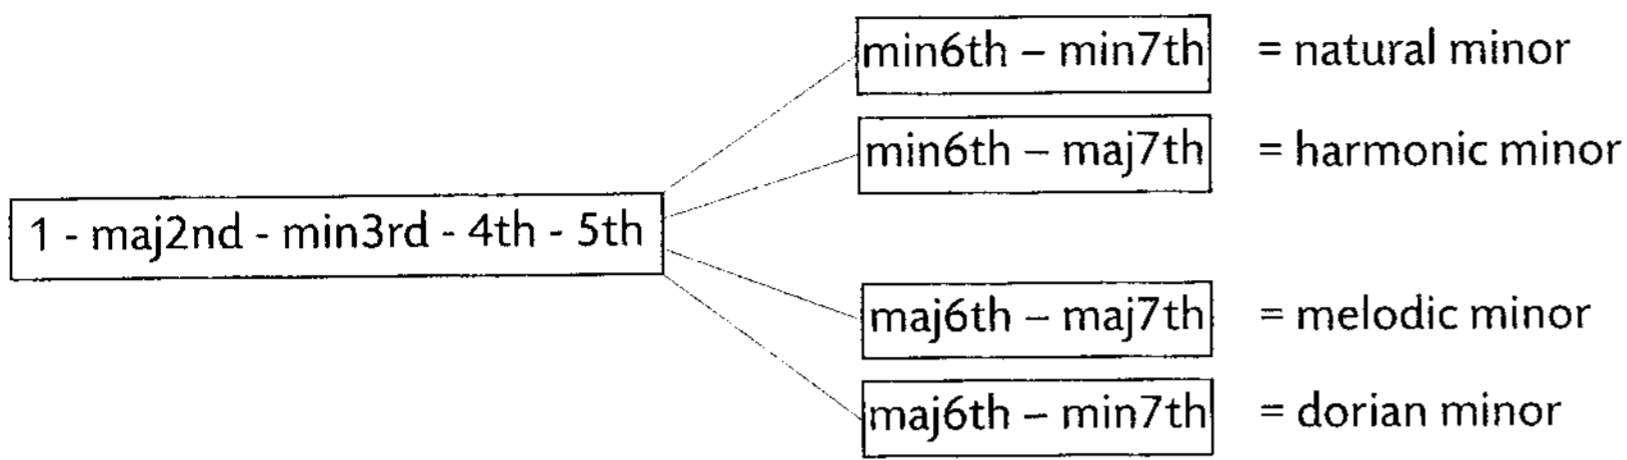 min6th – min7th = natural minor
min6th – maj7th = harmonic minor
1 - maj2nd - min3rd - 4th - 5th
maj6th – maj7th = melodic minor
maj6th – min7th = dorian minor